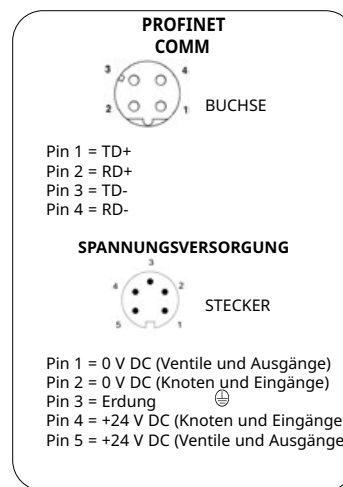 PROFINET
COMM
3 4
2 1
BUCHSE
Pin 1 = TD+
Pin 2 = RD+
Pin 3 = TD-
Pin 4 = RD-
SPANNUNGSVERSORGUNG
3
4 2
STECKER
5 1
Pin 1 = 0 V DC (Ventile und Ausgänge)
Pin 2 = 0 V DC (Knoten und Eingänge)
Pin 3 = Erdung
Pin 4 = +24 V DC (Knoten und Eingänge
Pin 5 = +24 V DC (Ventile und Ausgänge